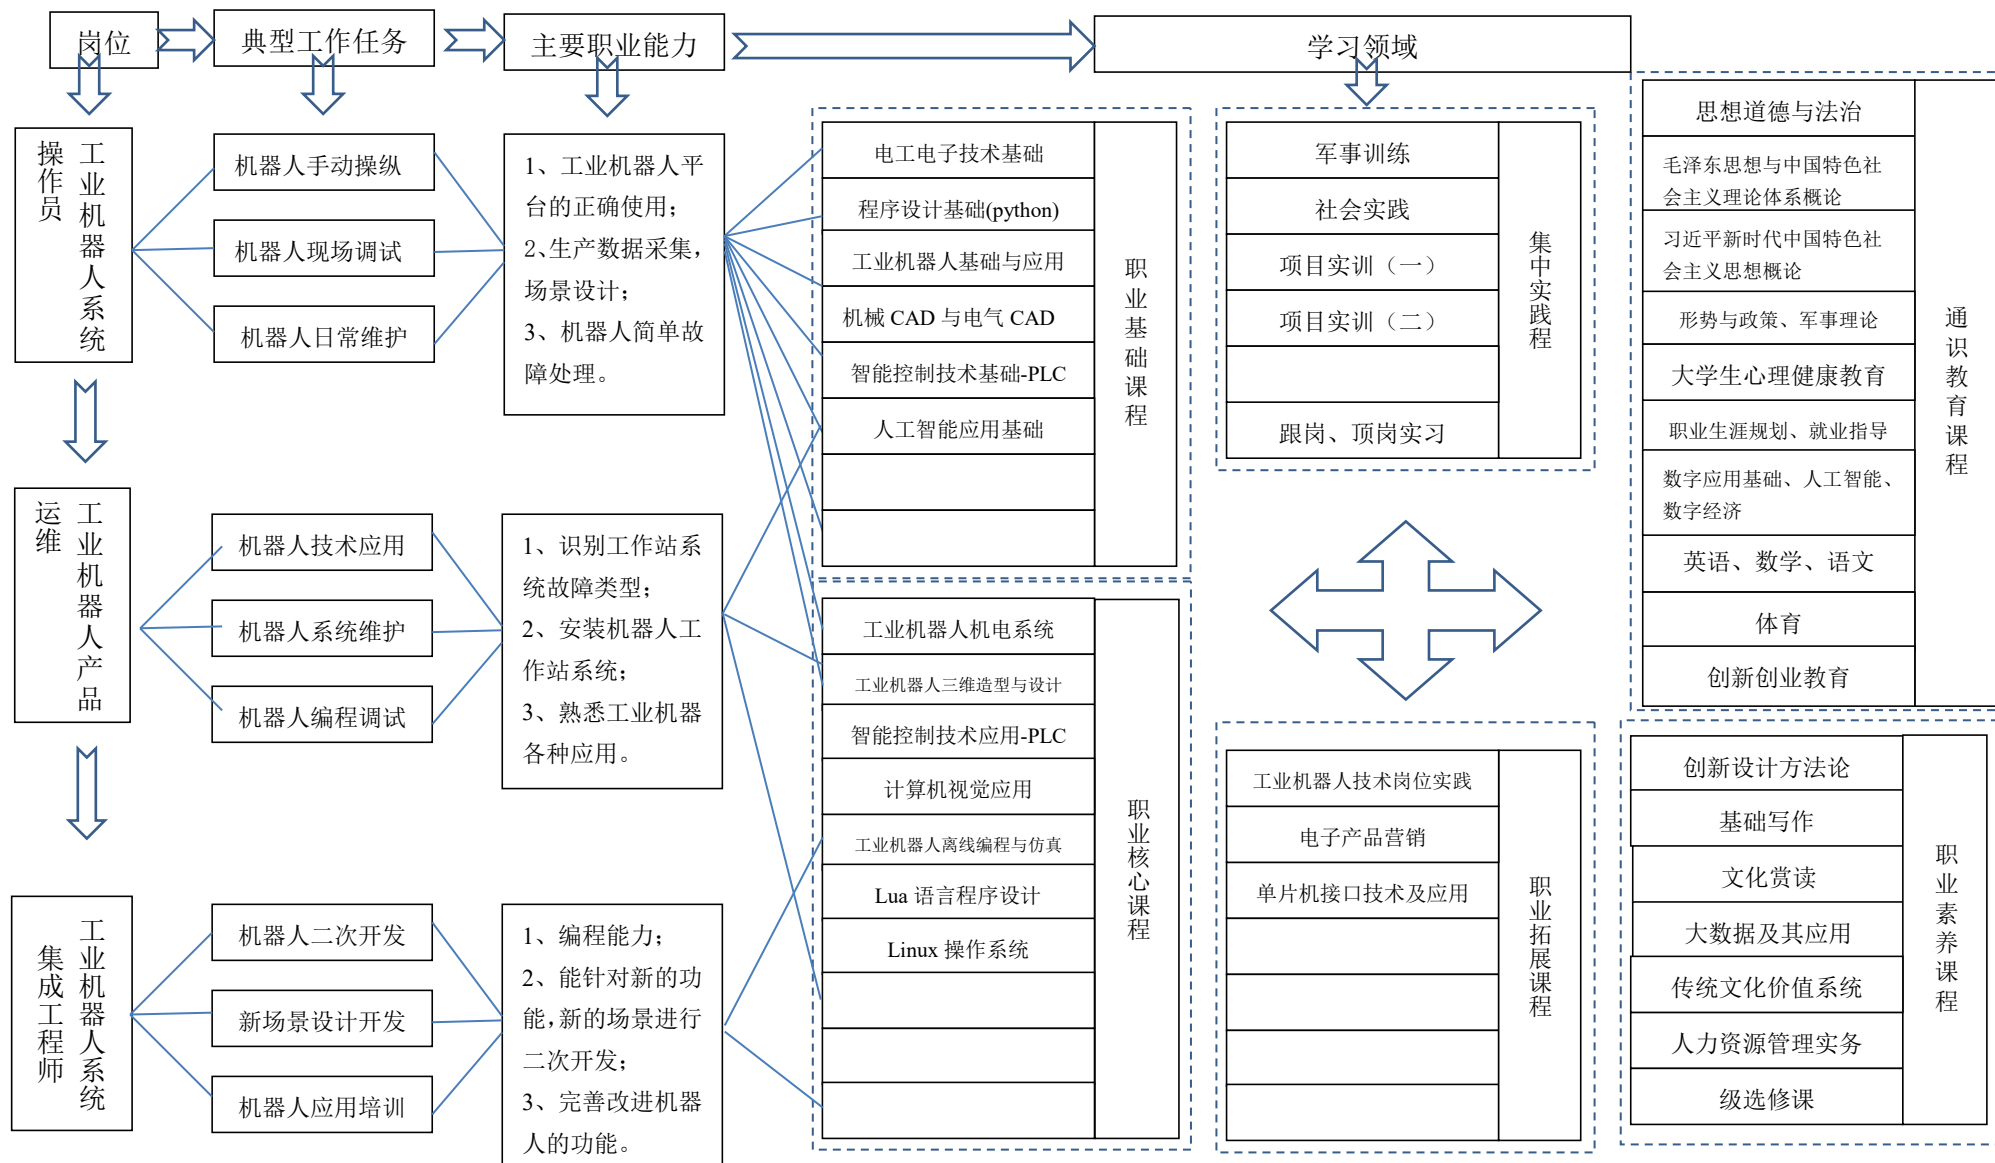 岗位
典型工作任务
主要职业能力
学习领域
工业机器人系统
操作员
机器人手动操纵
机器人现场调试
机器人日常维护
1、工业机器人平
台的正确使用；
2、生产数据采集，
场景设计；
3、机器人简单故
障处理。
工业机器人产品
运维
机器人技术应用
机器人系统维护
机器人编程调试
1、识别工作站系
统故障类型；
2、安装机器人工
作站系统；
3、熟悉工业机器
各种应用。
工业机器人系统
集成工程师
机器人二次开发
新场景设计开发
机器人应用培训
1、编程能力；
2、能针对新的功
能，新的场景进行
二次开发；
3、完善改进机器
人的功能。
电工电子技术基础
程序设计基础(python)
工业机器人基础与应用
机械 CAD 与电气 CAD
智能控制技术基础-PLC
人工智能应用基础
职业基础课程
工业机器人机电系统
工业机器人三维造型与设计
智能控制技术应用-PLC
计算机视觉应用
工业机器人离线编程与仿真
Lua 语言程序设计
Linux 操作系统
职业核心课程
军事训练
社会实践
项目实训（一）
项目实训（二）
跟岗、顶岗实习
集中实践程
工业机器人技术岗位实践
电子产品营销
单片机接口技术及应用
职业拓展课程
思想道德与法治
毛泽东思想与中国特色社
会主义理论体系概论
习近平新时代中国特色社
会主义思想概论
形势与政策、军事理论
大学生心理健康教育
职业生涯规划、就业指导
数字应用基础、人工智能、
数字经济
英语、数学、语文
体育
创新创业教育
通识教育课程
创新设计方法论
基础写作
文化赏读
大数据及其应用
传统文化价值系统
人力资源管理实务
级选修课
职业素养课程